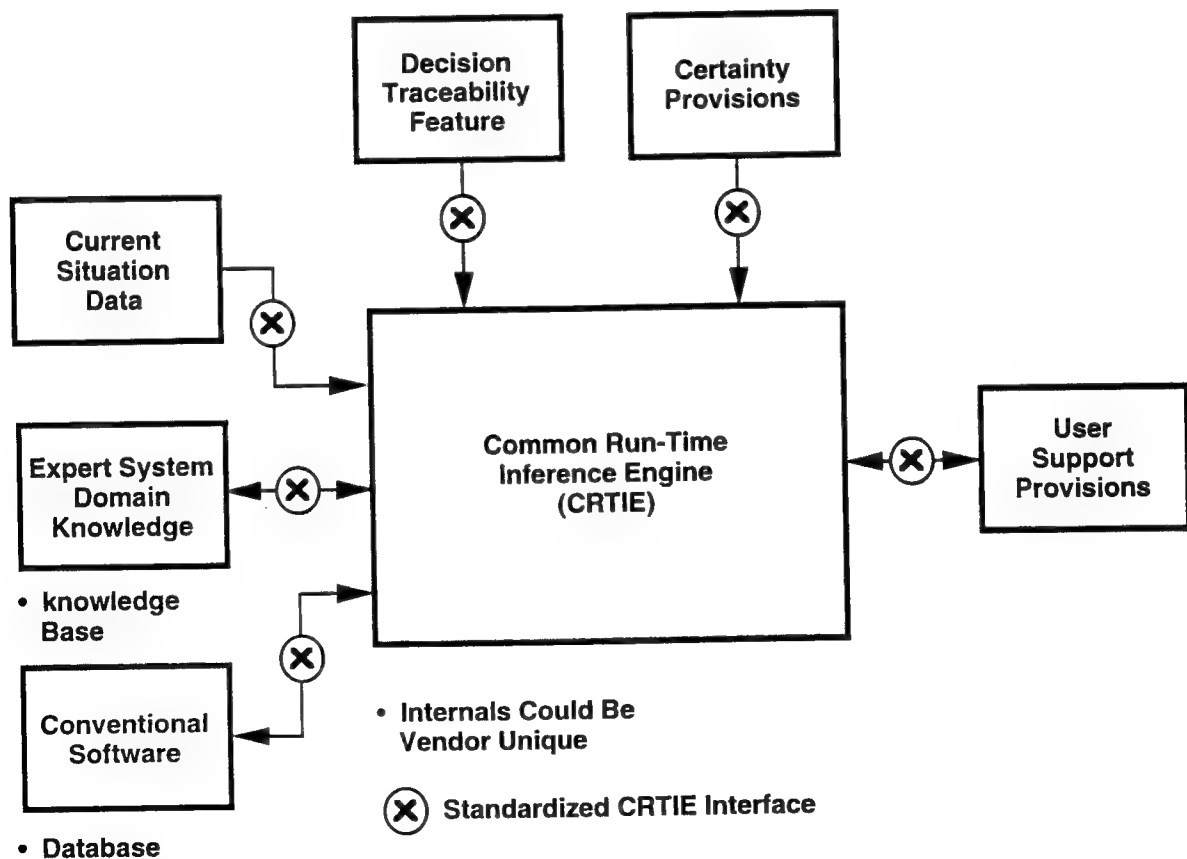 Decision
Traceability
Feature
Certainty
Provisions
Current
Situation
Data
Expert System
Domain
Knowledge
• knowledge
Base
Common Run-Time
Inference Engine
(CRTIE)
User
Support
Provisions
Conventional
Software
• Database
• Internals Could Be
Vendor Unique
Standardized CRTIE Interface